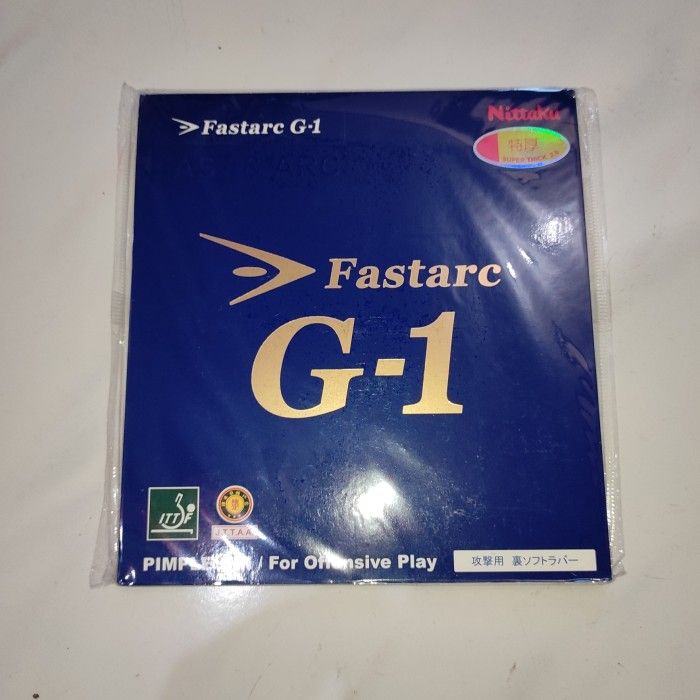 Fastarc G-1
Nittaku
特厚
SUPER THICK
Fastarc
G-1
ITTF
JTTAA
/ For Offensive Play
攻撃用 裏ソフトラバー